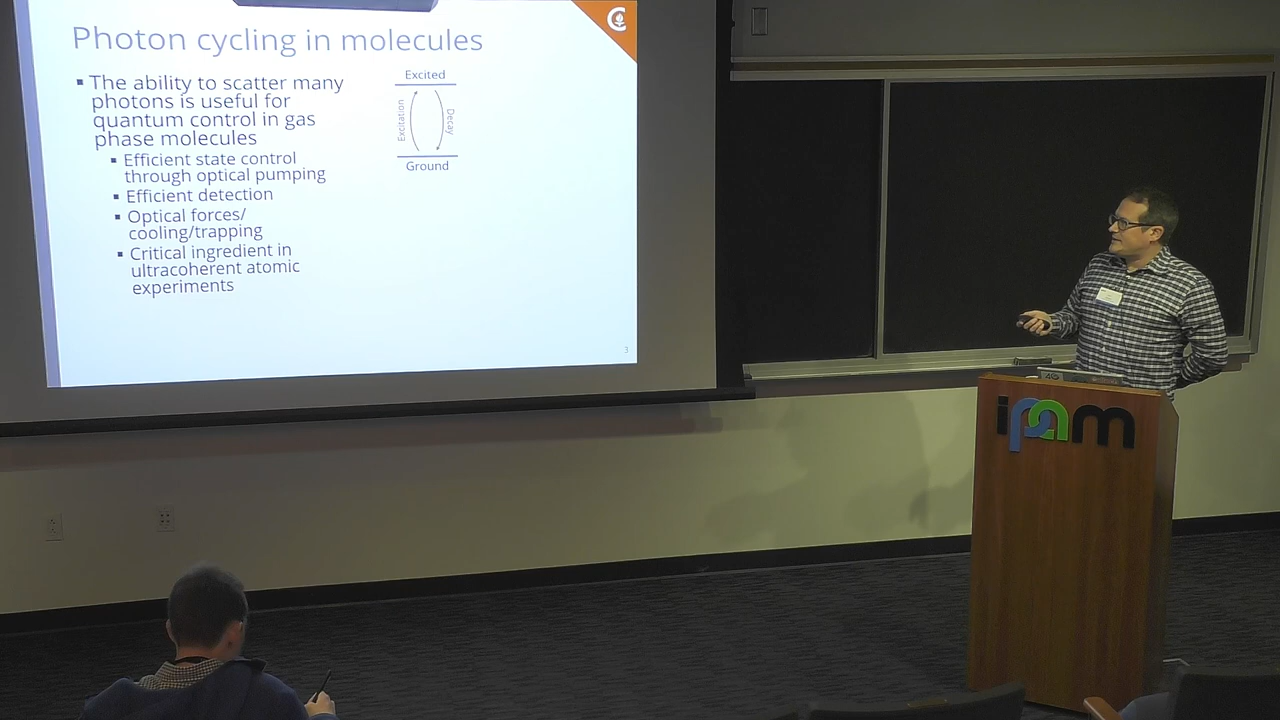 Photon cycling in molecules
▪ The ability to scatter many
photons is useful for
quantum control in gas
phase molecules
▪ Efficient state control
through optical pumping
▪ Efficient detection
▪ Optical forces/
cooling/trapping
▪ Critical ingredient in
ultracoherent atomic
experiments
Excited
Excitation
Decay
Ground
3
ipam